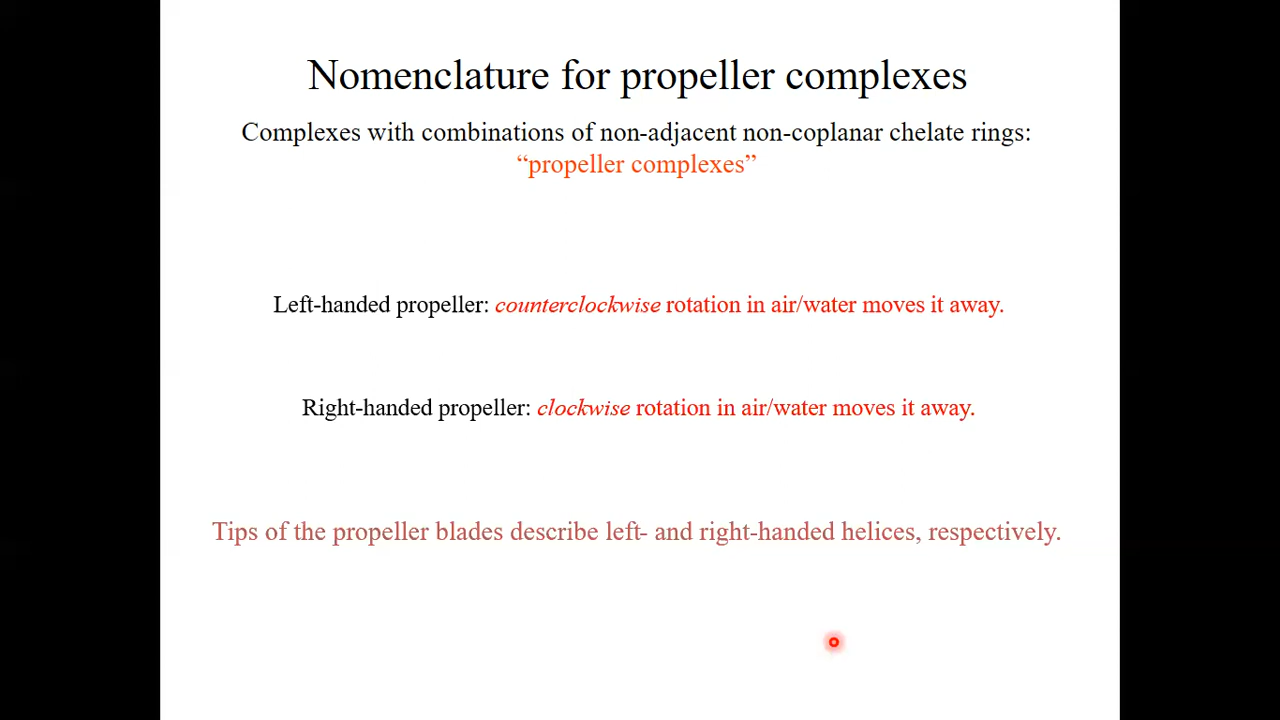 Nomenclature for propeller complexes
Complexes with combinations of non-adjacent non-coplanar chelate rings:
“propeller complexes”
Left-handed propeller: counterclockwise rotation in air/water moves it away.
Right-handed propeller: clockwise rotation in air/water moves it away.
Tips of the propeller blades describe left- and right-handed helices, respectively.